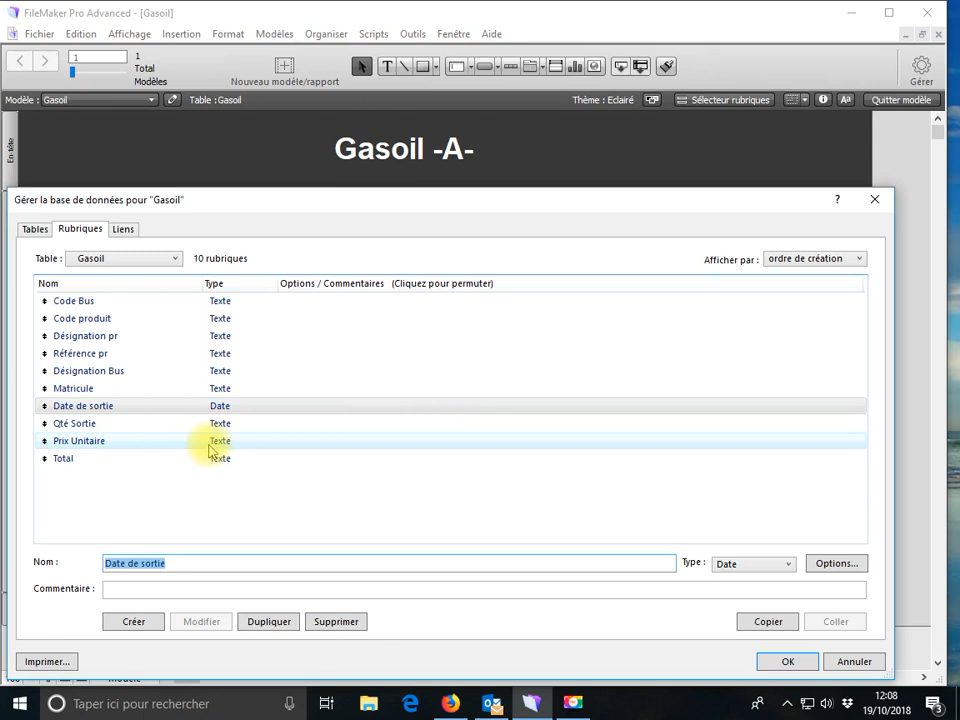 FileMaker Pro Advanced - [Gasoil]
Fichier Edition Affichage Insertion Format Modèles Organiser Scripts Outils Fenêtre Aide
1 1
Total
Modèles Nouveau modèle/rapport Gérer
Modèle : Gasoil Table : Gasoil Thème : Eclairé Sélecteur rubriques Aa Quitter modèle
En-tête
Gasoil -A-
Gérer la base de données pour "Gasoil" ?
Tables Rubriques Liens
Table : Gasoil 10 rubriques Afficher par : ordre de création
Nom Type Options / Commentaires (Cliquez pour permuter)
Code Bus Texte
Code produit Texte
Désignation pr Texte
Référence pr Texte
Désignation Bus Texte
Matricule Texte
Date de sortie Date
Qté Sortie Texte
Prix Unitaire Texte
Total Texte
Nom : Date de sortie Type : Date Options...
Commentaire :
Créer Modifier Dupliquer Supprimer Copier Coller
Imprimer... OK Annuler
Taper ici pour rechercher
12:08
19/10/2018
3